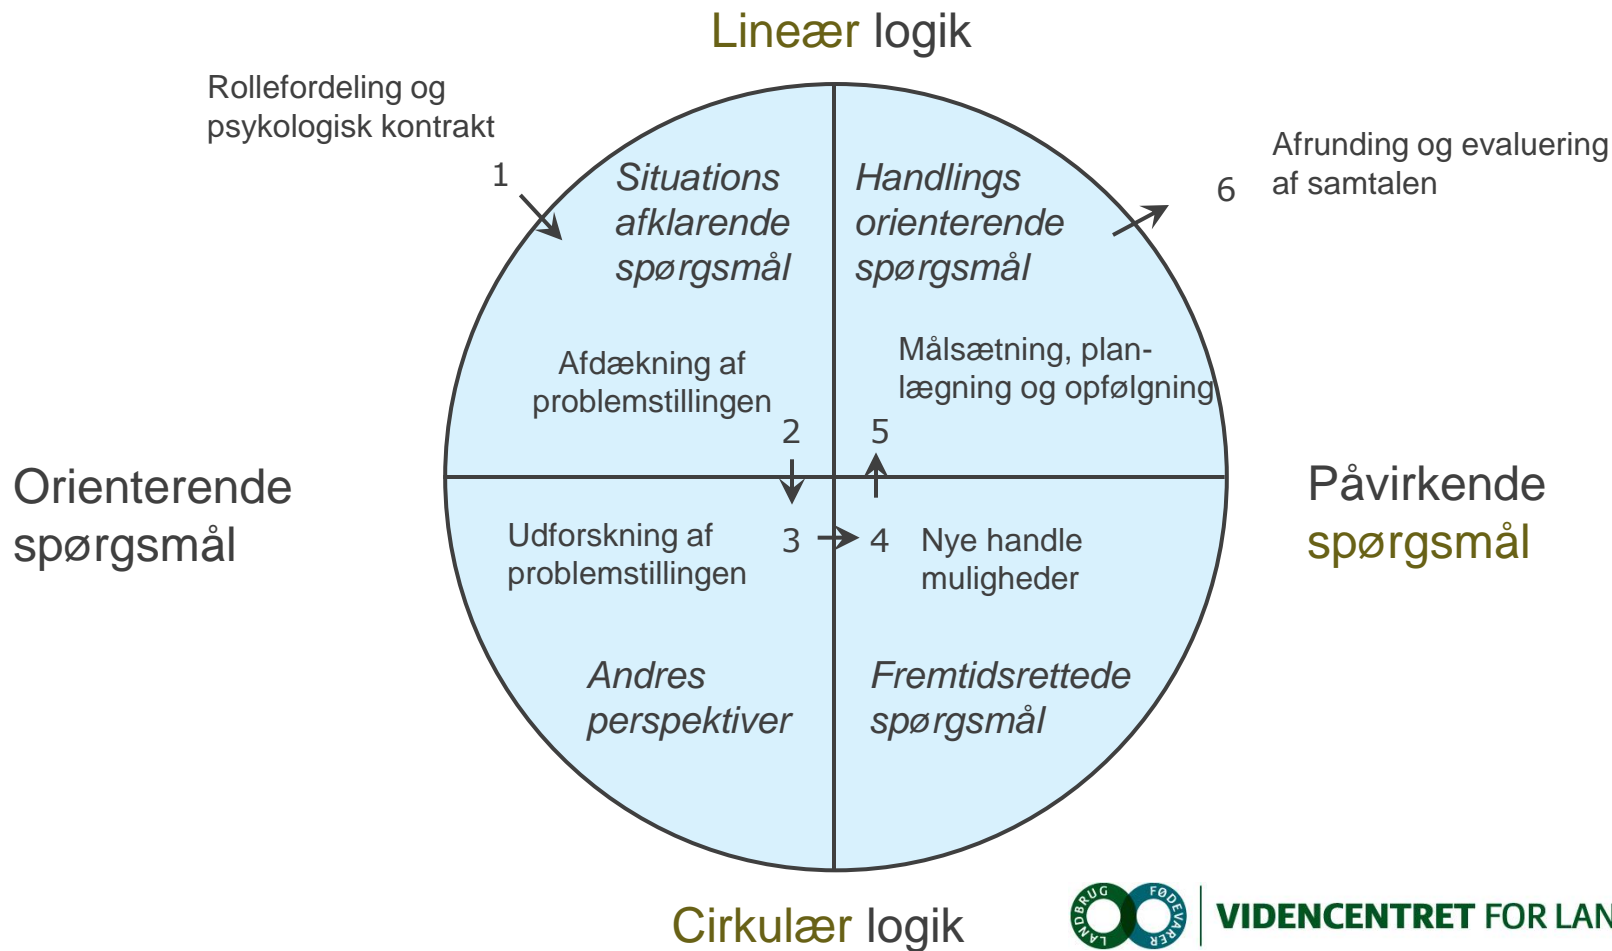 Lineær logik
Rollefordeling og
psykologisk kontrakt
1
Situations
afklarende
spørgsmål
Handlings
orienterende
spørgsmål
6
Afrunding og evaluering
af samtalen
Afdækning af
problemstillingen
2
Målsætning, plan-
lægning og opfølgning
5
Orienterende
spørgsmål
Påvirkende
spørgsmål
Udforskning af
problemstillingen
3
4
Nye handle
muligheder
Andres
perspektiver
Fremtidsrettede
spørgsmål
Cirkulær logik
LANDBRUG
FØDEVARER
VIDENCENTRET FOR LAN